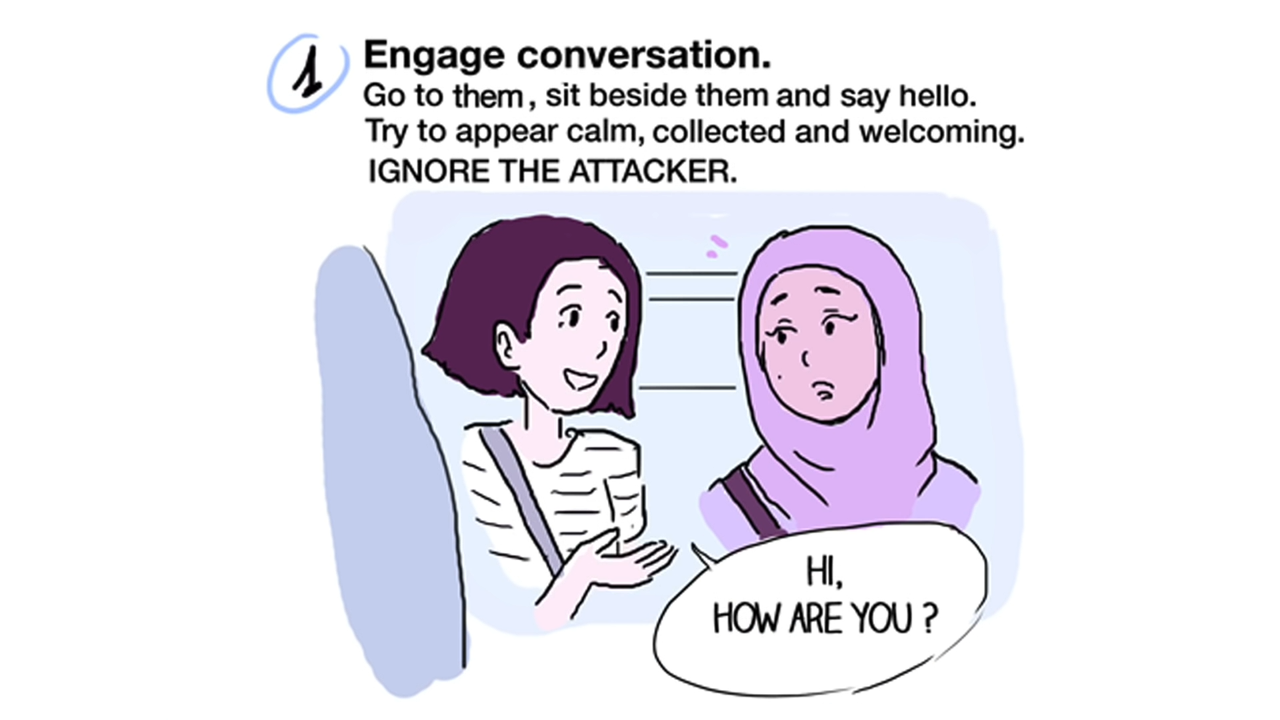 1
Engage conversation.
Go to them, sit beside them and say hello.
Try to appear calm, collected and welcoming.
IGNORE THE ATTACKER.
HI,
HOW ARE YOU ?